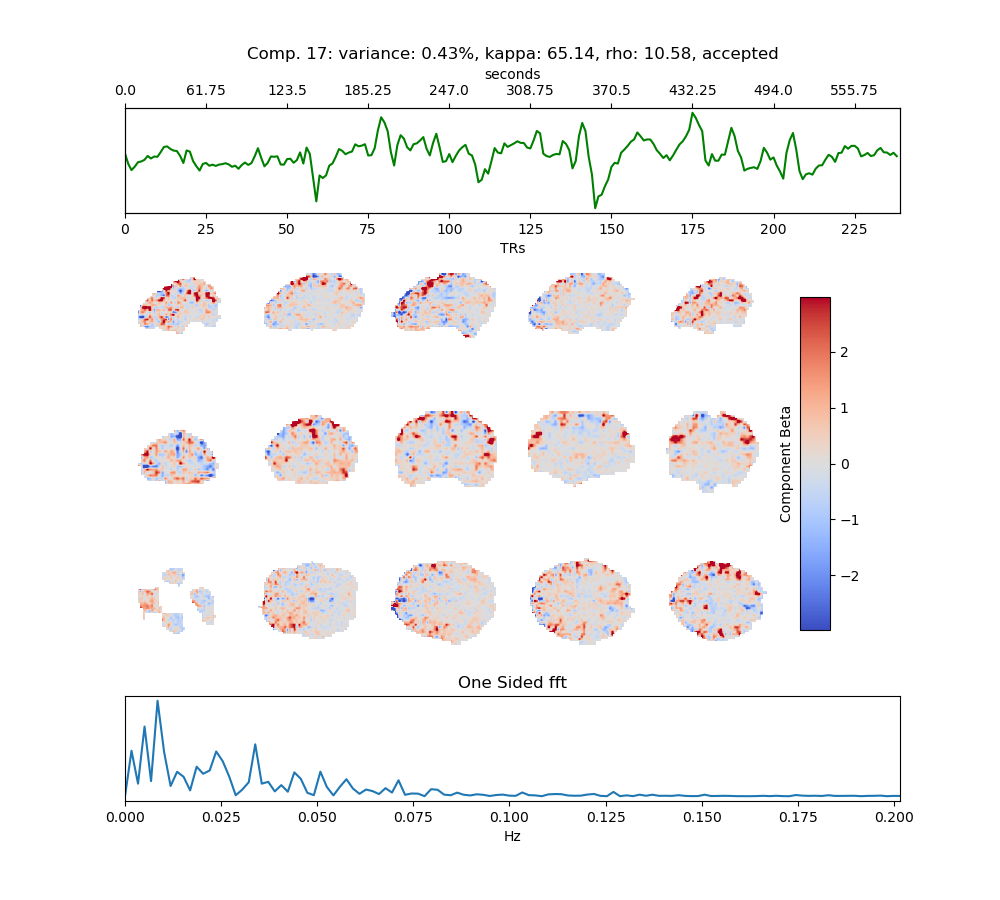 Comp. 17: variance: 0.43%, kappa: 65.14, rho: 10.58, accepted
seconds
0.0 61.75 123.5 185.25 247.0 308.75 370.5 432.25 494.0 555.75
0 25 50 75 100 125 150 175 200 225
TRs
2
1
0
−1
−2
Component Beta
One Sided fft
0.000 0.025 0.050 0.075 0.100 0.125 0.150 0.175 0.200
Hz